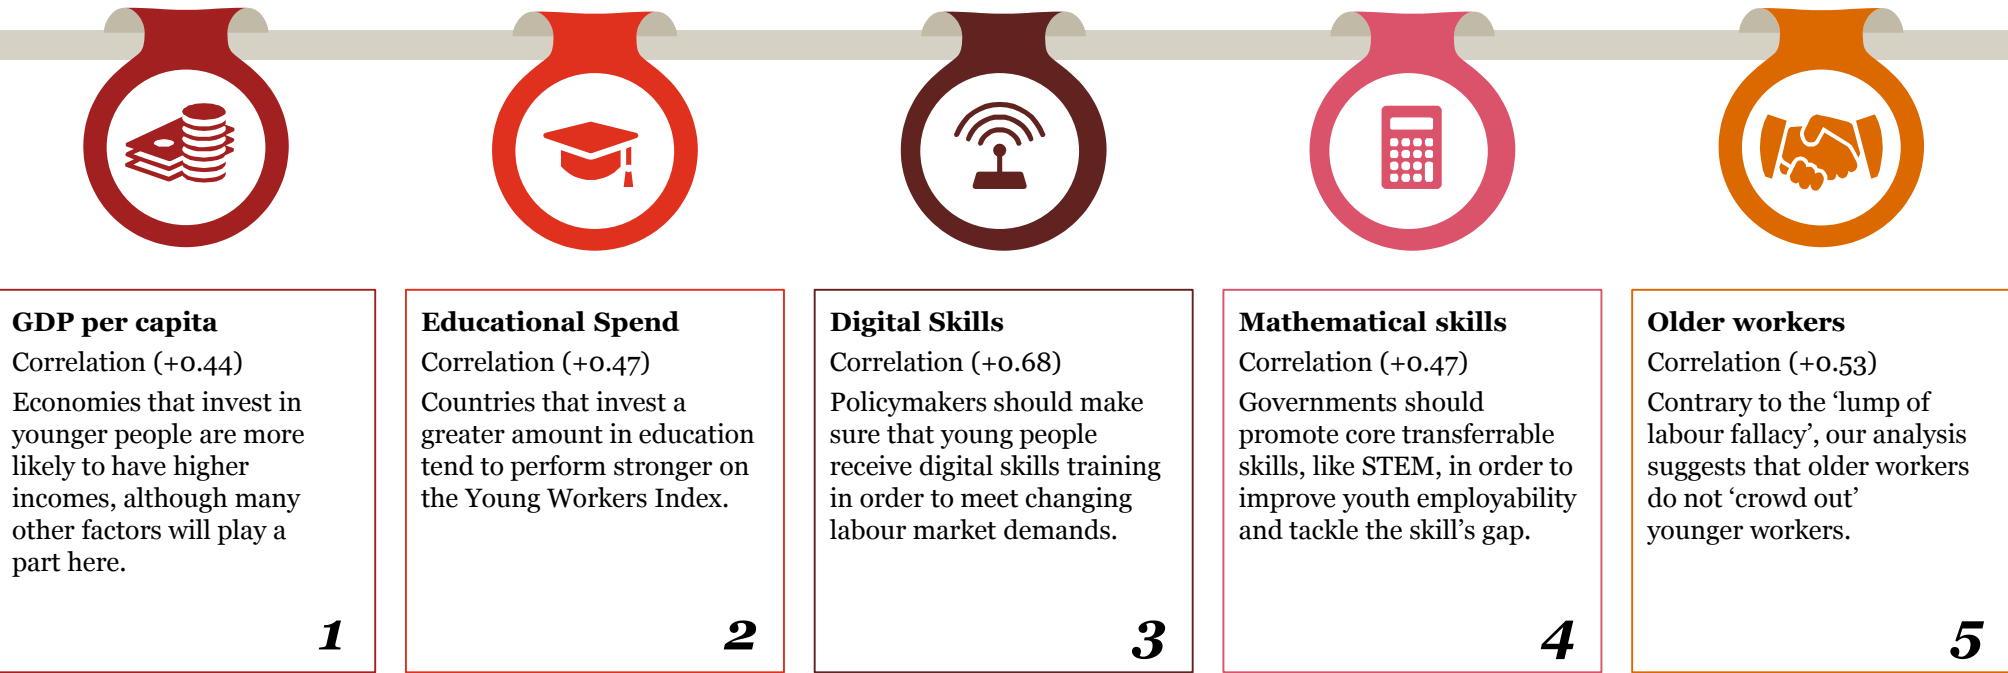 GDP per capita
Correlation (+0.44)
Economies that invest in
younger people are more
likely to have higher
incomes, although many
other factors will play a
part here.
1
Educational Spend
Correlation (+0.47)
Countries that invest a
greater amount in education
tend to perform stronger on
the Young Workers Index.
2
Digital Skills
Correlation (+0.68)
Policymakers should make
sure that young people
receive digital skills training
in order to meet changing
labour market demands.
3
Mathematical skills
Correlation (+0.47)
Governments should
promote core transferrable
skills, like STEM, in order to
improve youth employability
and tackle the skill’s gap.
4
Older workers
Correlation (+0.53)
Contrary to the ‘lump of
labour fallacy’, our analysis
suggests that older workers
do not ‘crowd out’
younger workers.
5